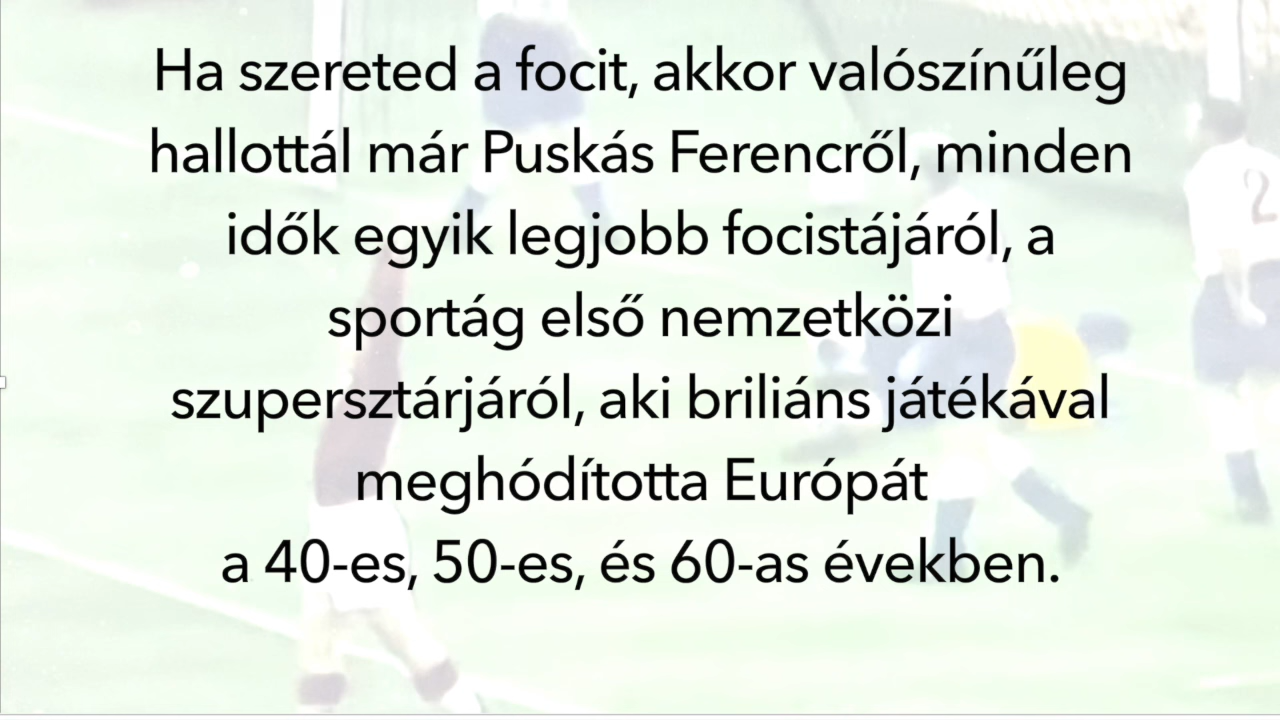 Ha szereted a focit, akkor valószínűleg
hallottál már Puskás Ferencről, minden
idők egyik legjobb focistájáról, a
sportág első nemzetközi
szupersztárjáról, aki briliáns játékával
meghódította Európát
a 40-es, 50-es, és 60-as években.
2